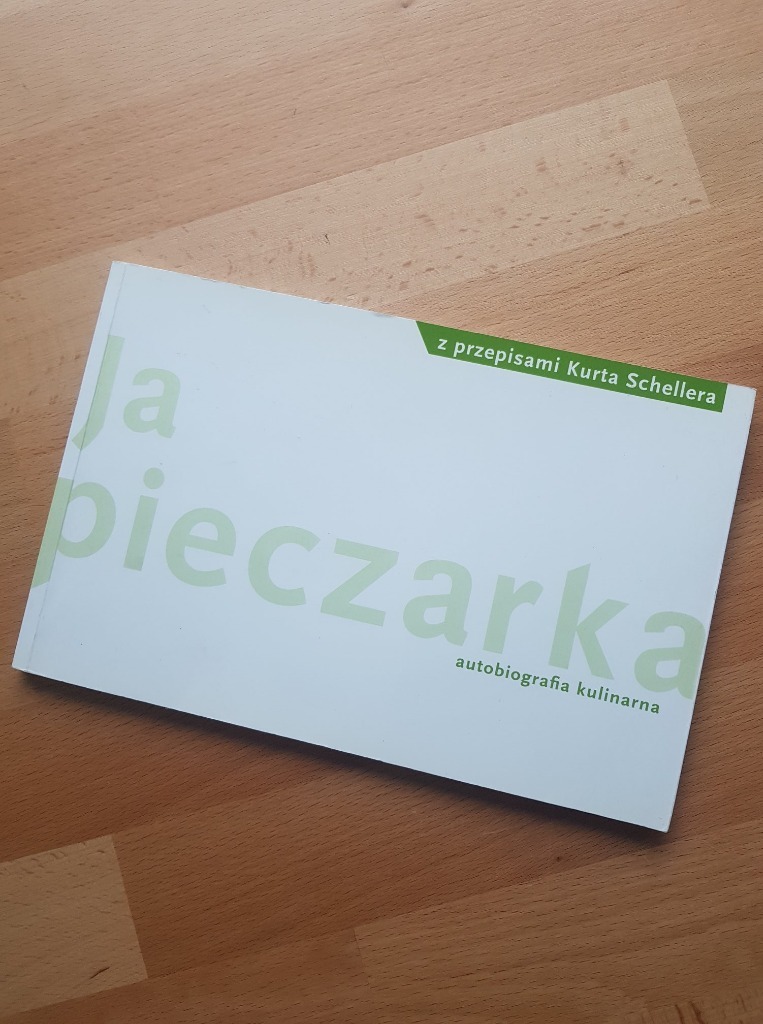 z przepisami Kurta Schellera
Ja
pieczarka
autobiografia kulinarna